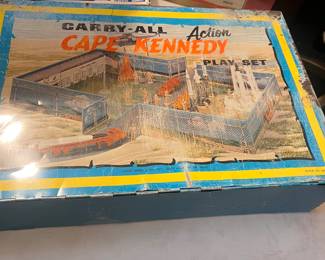 CARRY-ALL Action
CAPE KENNEDY
PLAY SET